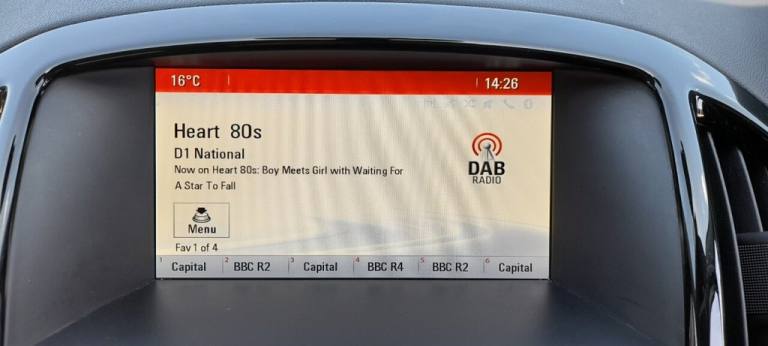 16°C 14:26
Heart 80s
D1 National
Now on Heart 80s: Boy Meets Girl with Waiting For
A Star To Fall
DAB
RADIO
Menu
Fav 1 of 4
1 Capital 2 BBC R2 3 Capital 4 BBC R4 5 BBC R2 6 Capital